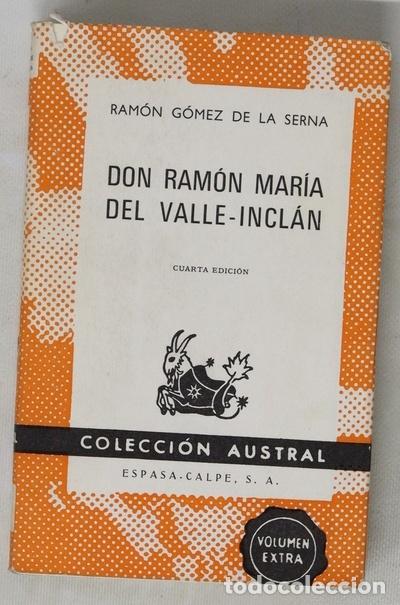 RAMÓN GÓMEZ DE LA SERNA
DON RAMÓN MARÍA
DEL VALLE-INCLÁN
CUARTA EDICIÓN
COLECCIÓN AUSTRAL
ESPASA-CALPE, S. A.
VOLUMEN
EXTRA
todocoleccion